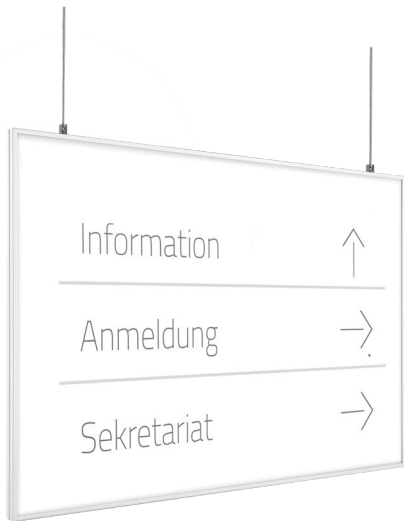 Information ↑
Anmeldung →
Sekretariat →